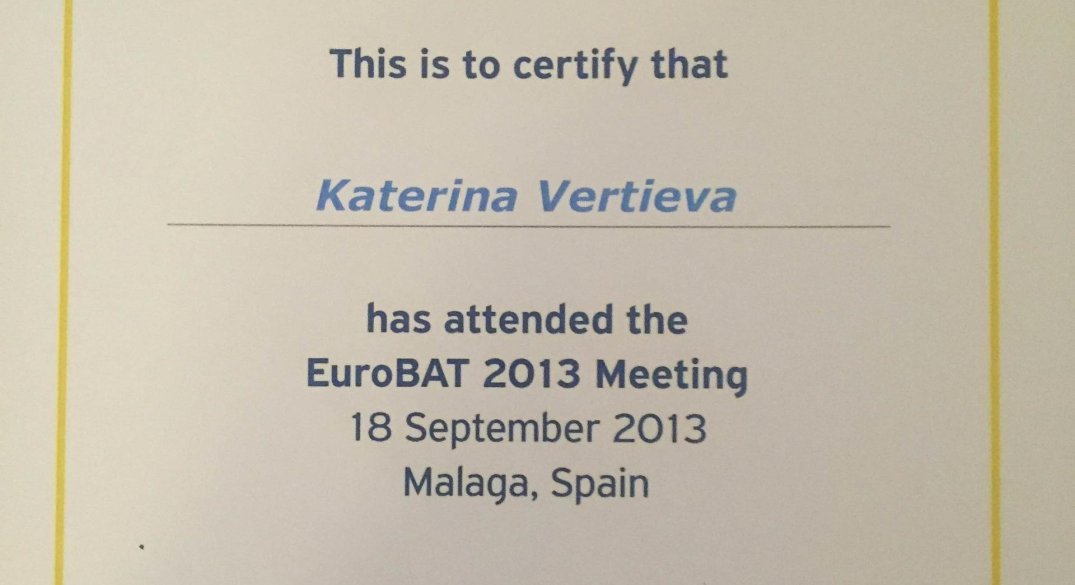 This is to certify that
Katerina Vertieva
has attended the
EuroBAT 2013 Meeting
18 September 2013
Malaga, Spain